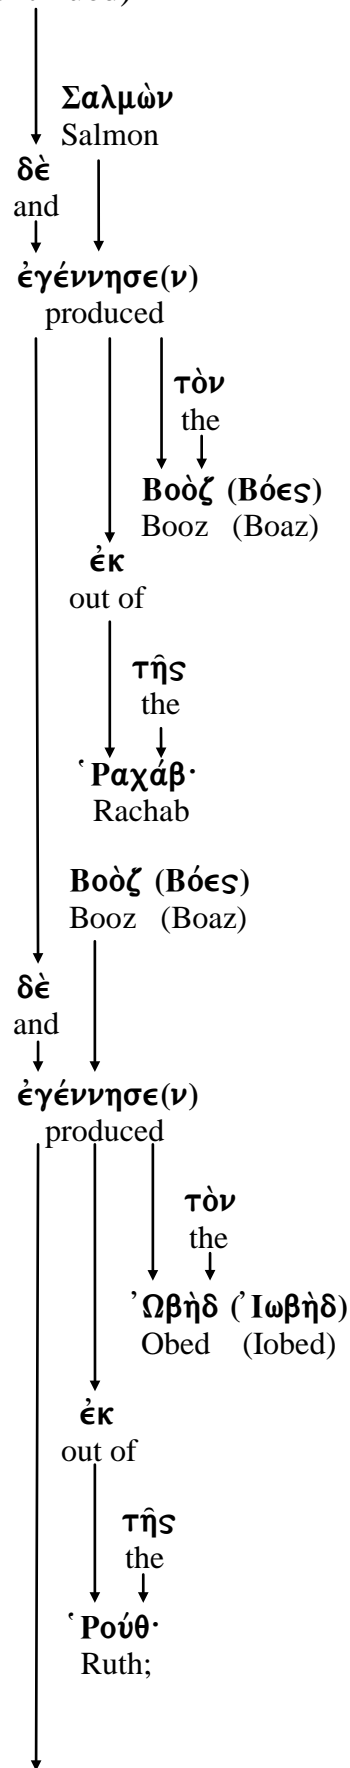 Σαλμὼν
Salmon
δὲ
and
ἐγέννησε(ν)
produced
τὸν
the
Βοὸζ (Βόες)
Booz (Boaz)
ἐκ
out of
τῆς
the
Ῥαχάβ·
Rachab
Βοὸζ (Βόες)
Booz (Boaz)
δὲ
and
ἐγέννησε(ν)
produced
τὸν
the
Ὠβὴδ (Ἰωβὴδ)
Obed (Iobed)
ἐκ
out of
τῆς
the
Ῥούθ·
Ruth;